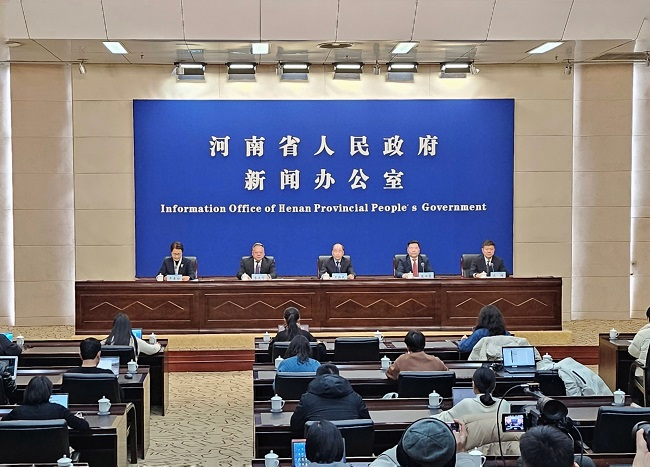 河南省人民政府
新闻办公室
Information Office of Henan Provincial People's Government